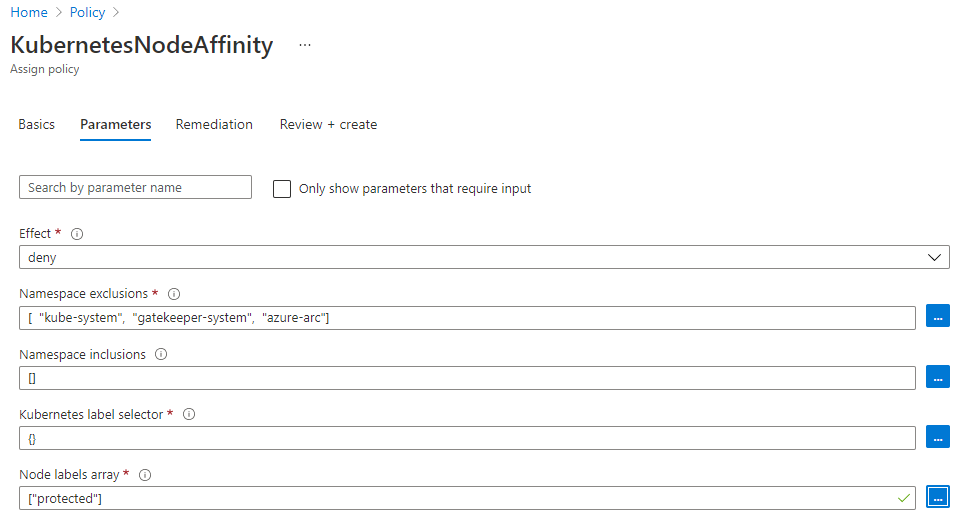 Home > Policy >
KubernetesNodeAffinity ...
Assign policy
Basics Parameters Remediation Review + create
Search by parameter name Only show parameters that require input
Effect *
deny
Namespace exclusions *
[ "kube-system", "gatekeeper-system", "azure-arc"] ...
Namespace inclusions
[] ...
Kubernetes label selector *
{} ...
Node labels array *
["protected"] ...